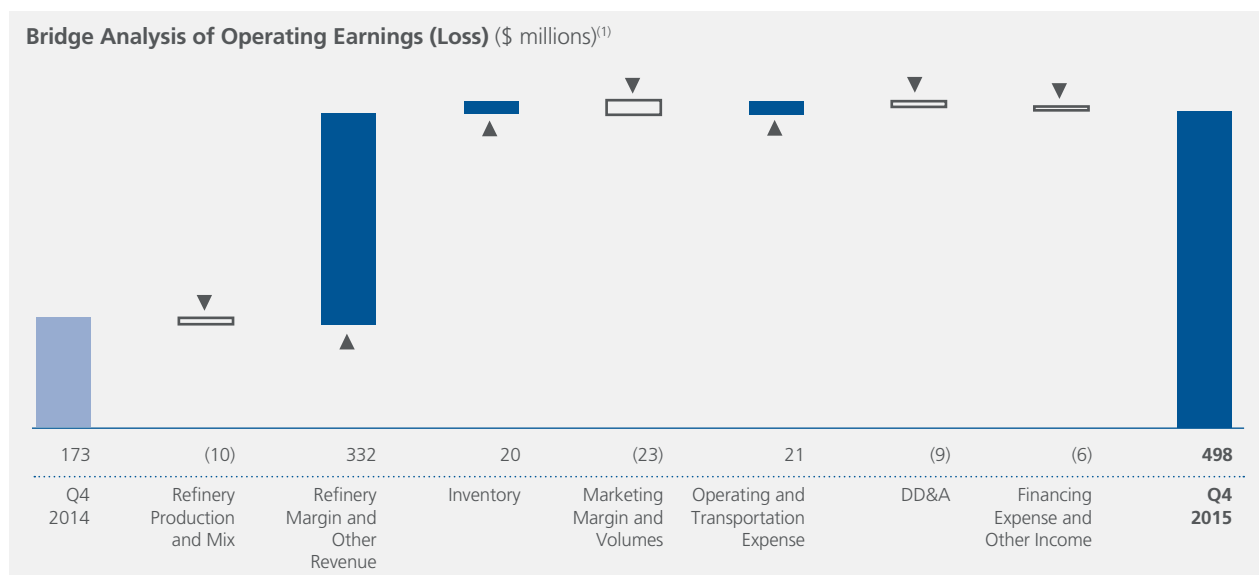 Bridge Analysis of Operating Earnings (Loss) ($ millions)(1)
173 (10) 332 20 (23) 21 (9) (6) 498
Q4
2014
Refinery
Production
and Mix
Refinery
Margin and
Other
Revenue
Inventory
Marketing
Margin and
Volumes
Operating and
Transportation
Expense
DD&A
Financing
Expense and
Other Income
Q4
2015